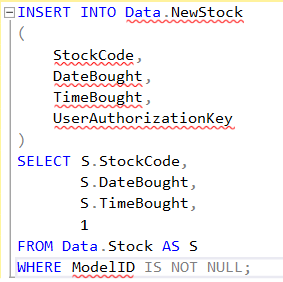 INSERT INTO Data.NewStock
(
    StockCode,
    DateBought,
    TimeBought,
    UserAuthorizationKey
)
SELECT S.StockCode,
       S.DateBought,
       S.TimeBought,
       1
FROM Data.Stock AS S
WHERE ModelID IS NOT NULL;